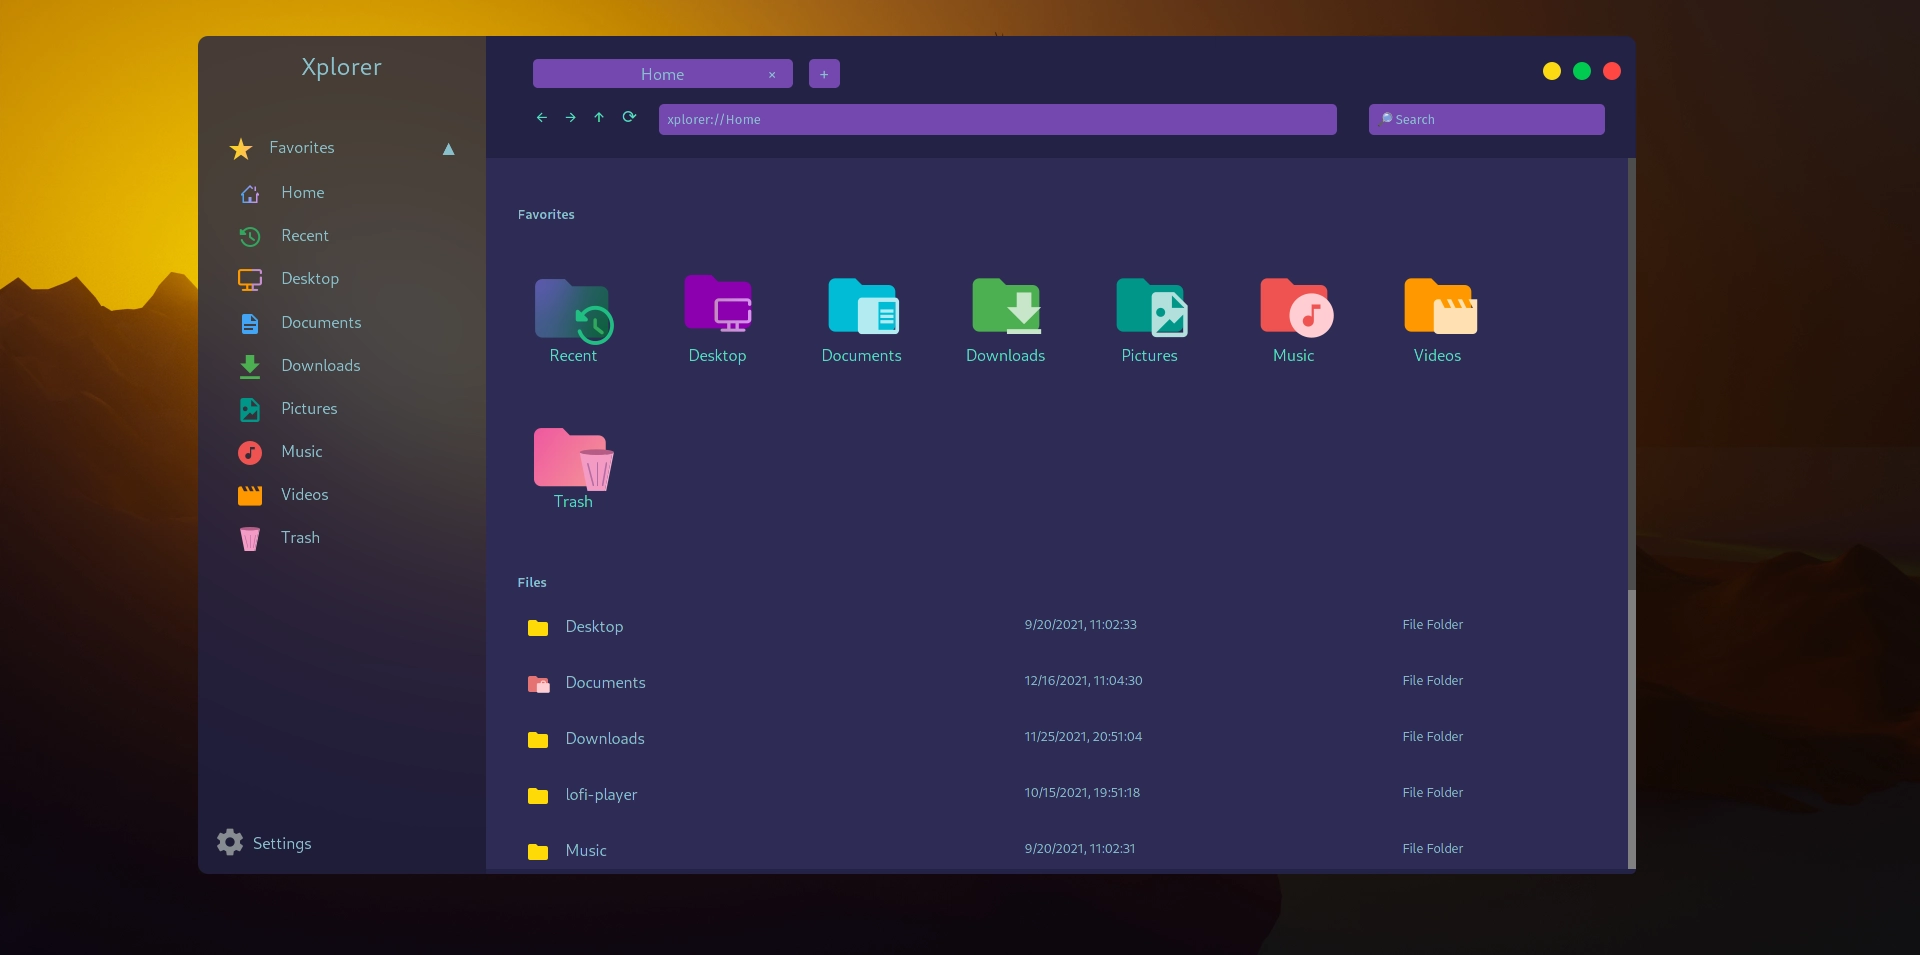 Xplorer
Favorites ▲
Home
Recent
Desktop
Documents
Downloads
Pictures
Music
Videos
Trash
Settings
Home × +
← → ↑ ⟳ xplorer://Home 🔎 Search
Favorites
Recent Desktop Documents Downloads Pictures Music Videos
Trash
Files
Desktop 9/20/2021, 11:02:33 File Folder
Documents 12/16/2021, 11:04:30 File Folder
Downloads 11/25/2021, 20:51:04 File Folder
lofi-player 10/15/2021, 19:51:18 File Folder
Music 9/20/2021, 11:02:31 File Folder